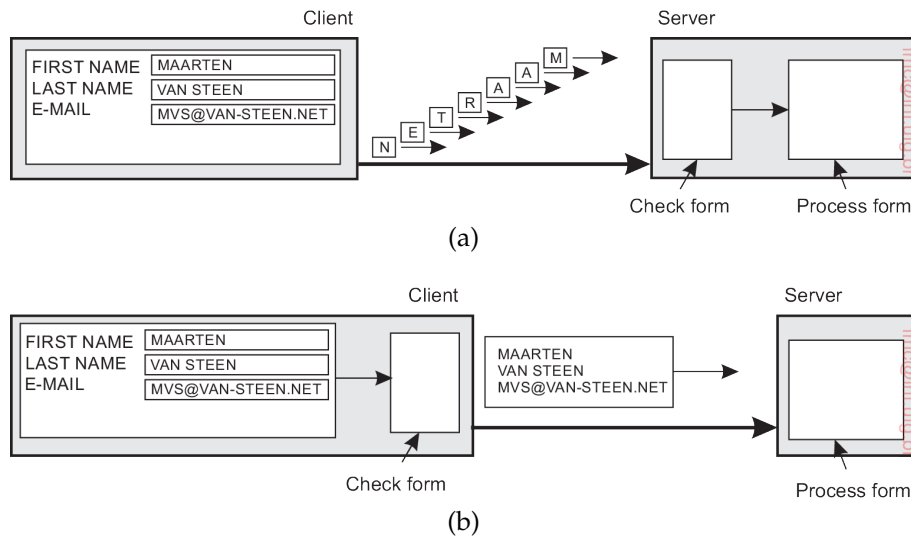 Client
Server
FIRST NAME MAARTEN
LAST NAME VAN STEEN
E-MAIL MVS@VAN-STEEN.NET
N E T R A A M
Check form
Process form
(a)
Client
Server
FIRST NAME MAARTEN
LAST NAME VAN STEEN
E-MAIL MVS@VAN-STEEN.NET
MAARTEN
VAN STEEN
MVS@VAN-STEEN.NET
Check form
Process form
(b)